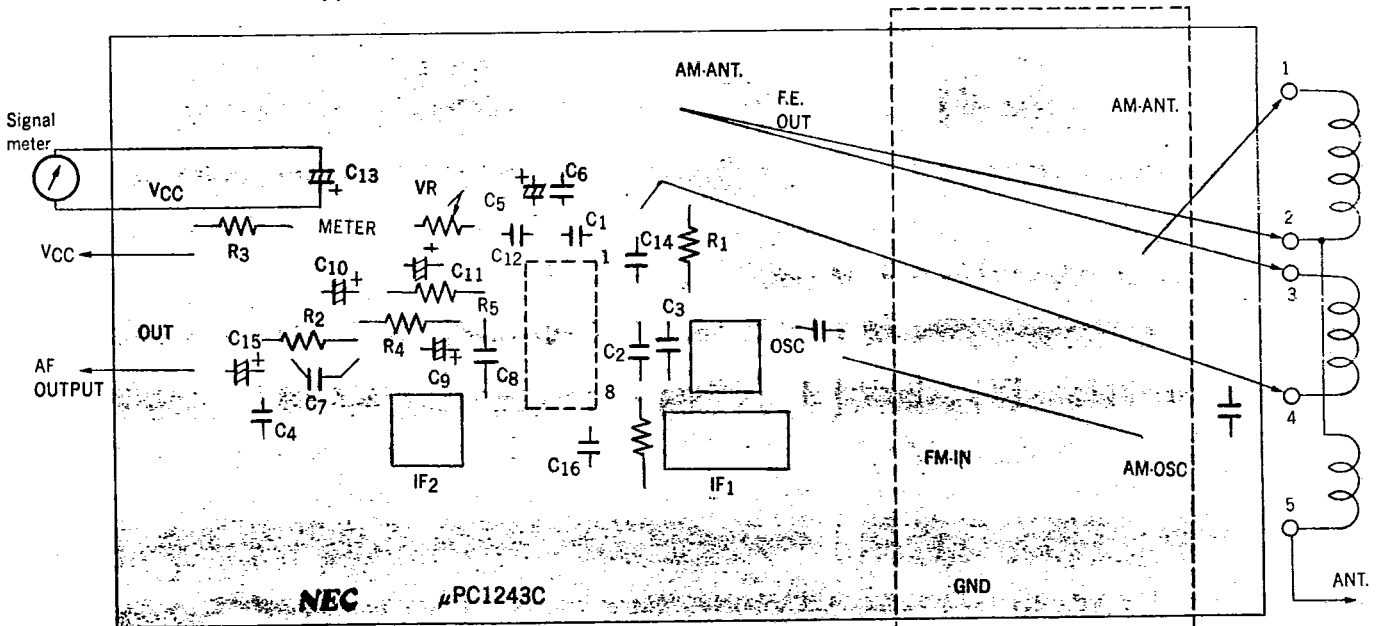 AM-ANT.
F.E.
OUT
AM-ANT.
1
Signal
meter
VCC
C13
VR
C5
C6
2
3
R3
METER
C12
C1
1
C14
R1
VCC
C10
C11
OUT
R2
R5
C3
OSC
C15
R4
C2
AF
OUTPUT
C7
C9
C8
8
4
C4
C16
IF2
IF1
FM-IN
AM-OSC
5
NEC
μPC1243C
GND
ANT.